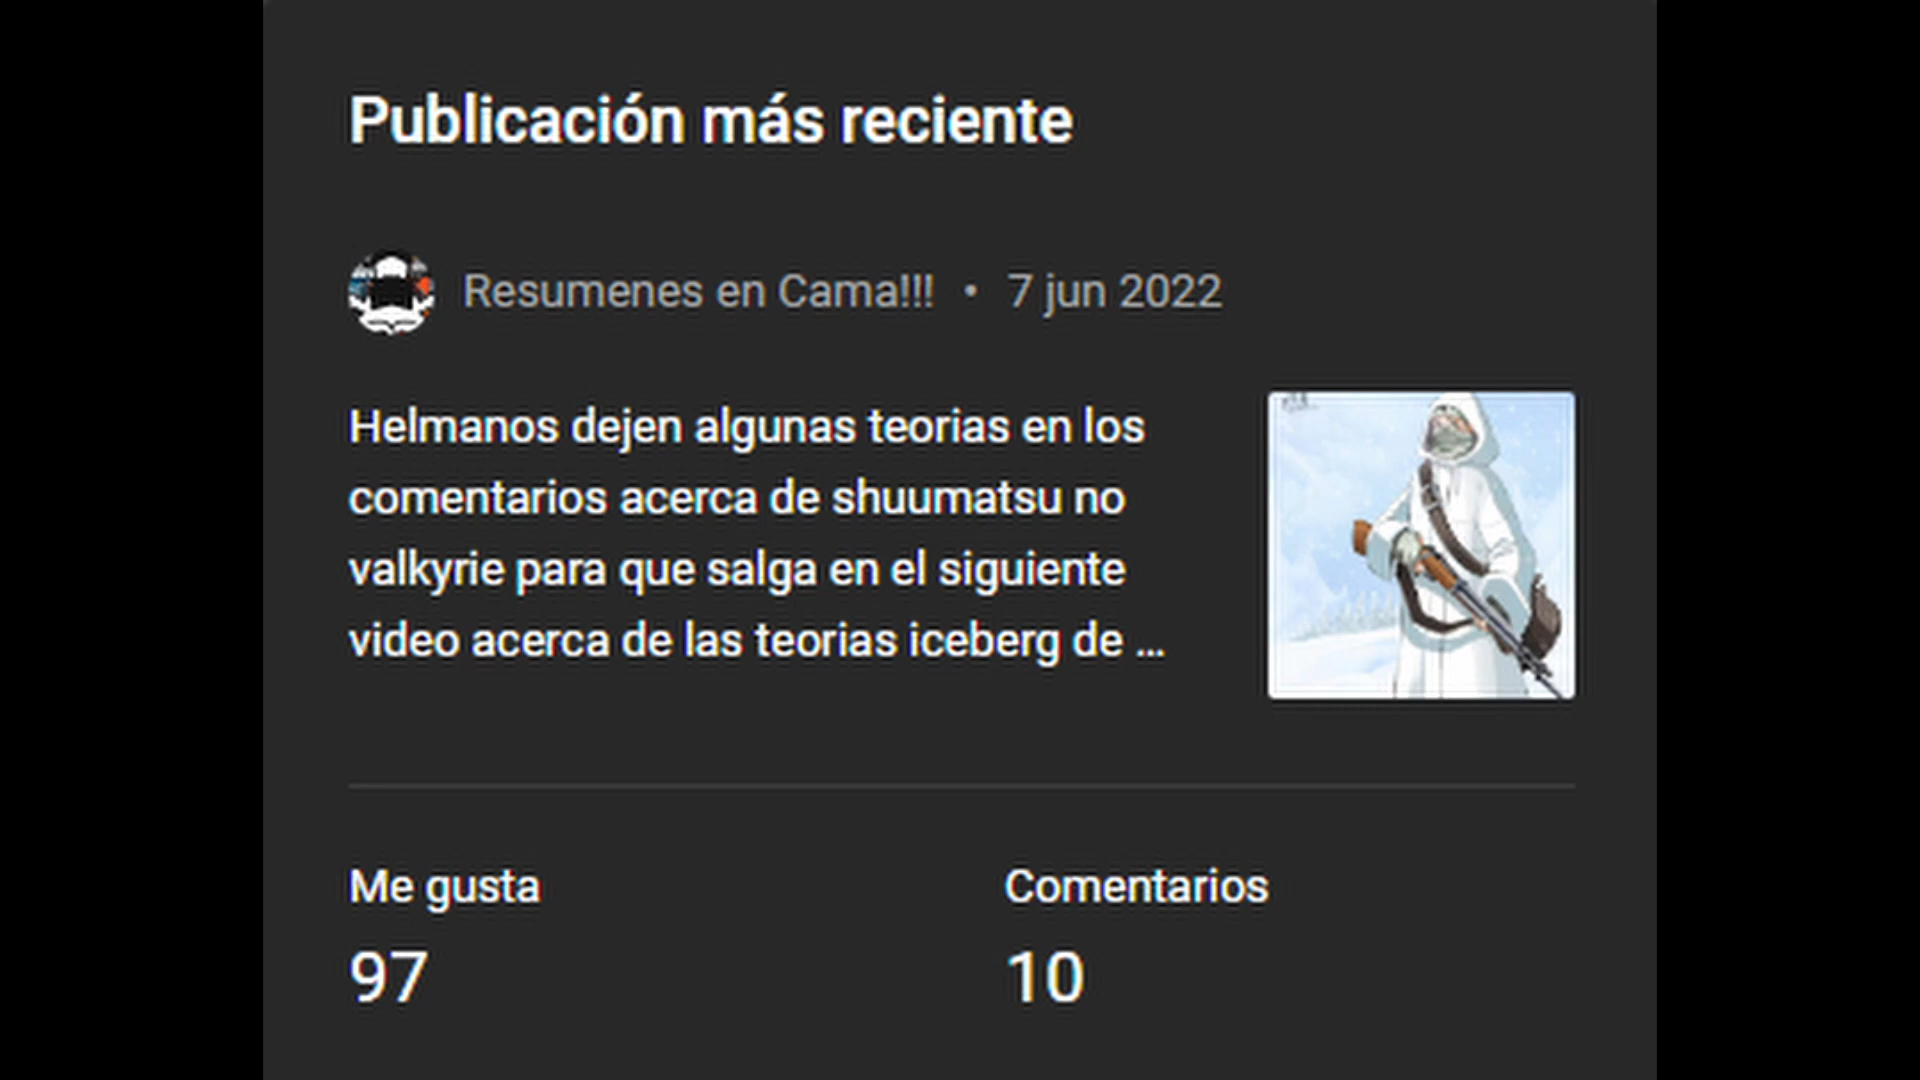 Publicación más reciente
Resumenes en Cama!!! • 7 jun 2022
Helmanos dejen algunas teorias en los
comentarios acerca de shuumatsu no
valkyrie para que salga en el siguiente
video acerca de las teorias iceberg de ...
Me gusta
Comentarios
97
10